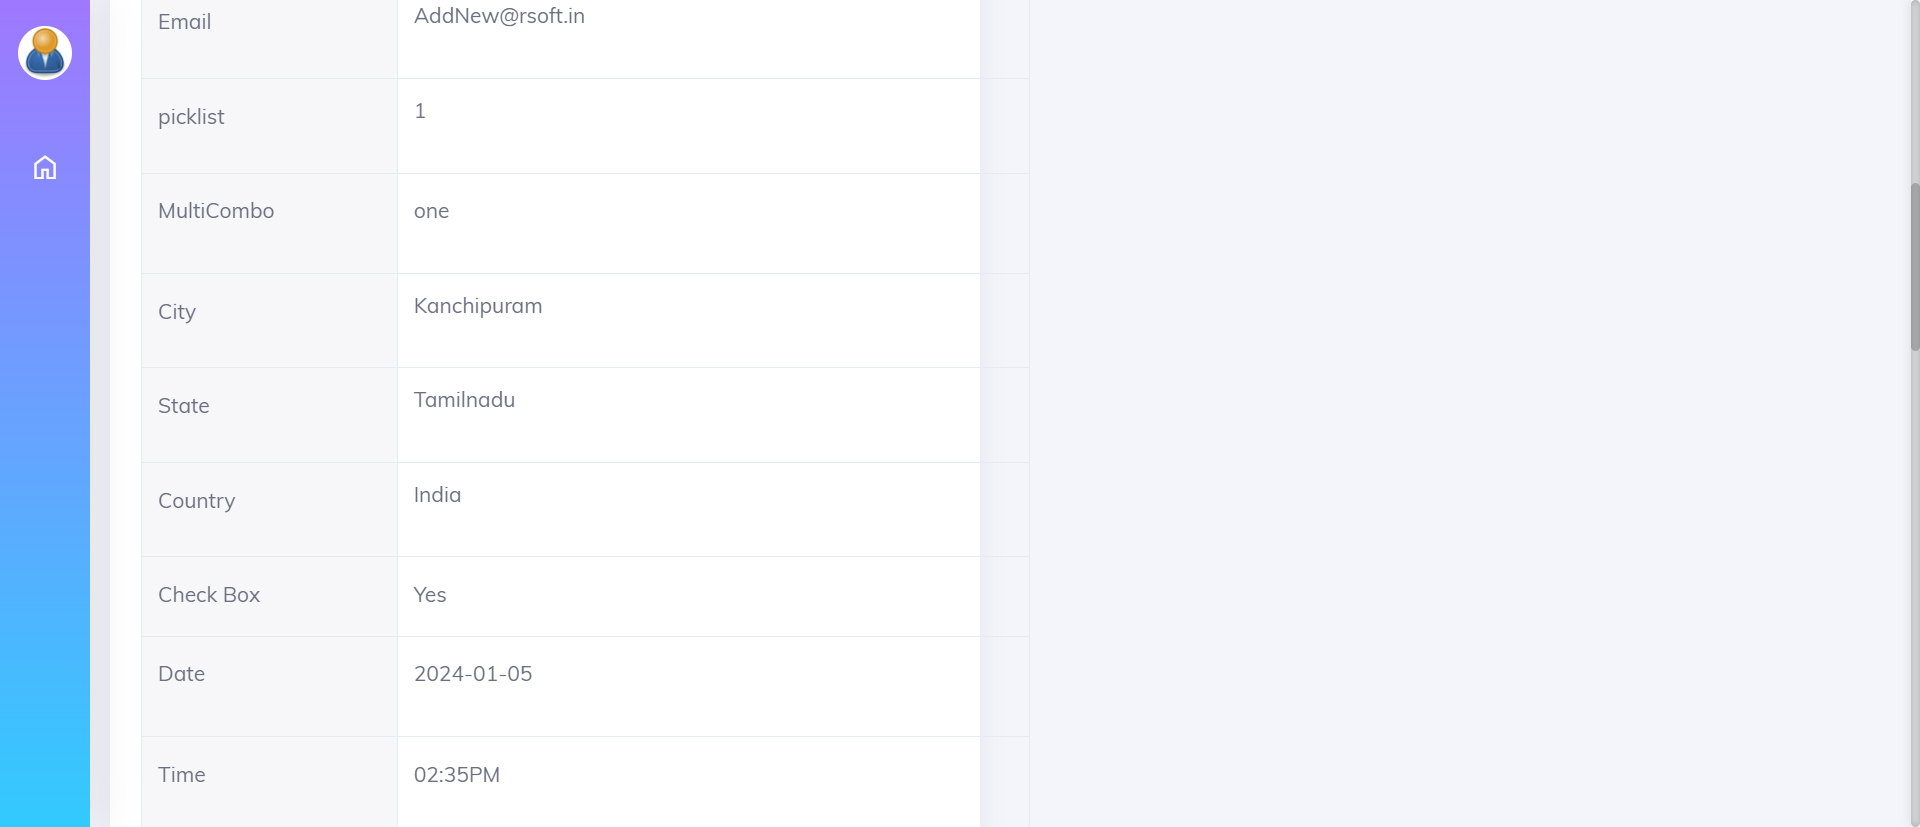 Email AddNew@rsoft.in
picklist 1
MultiCombo one
City Kanchipuram
State Tamilnadu
Country India
Check Box Yes
Date 2024-01-05
Time 02:35PM